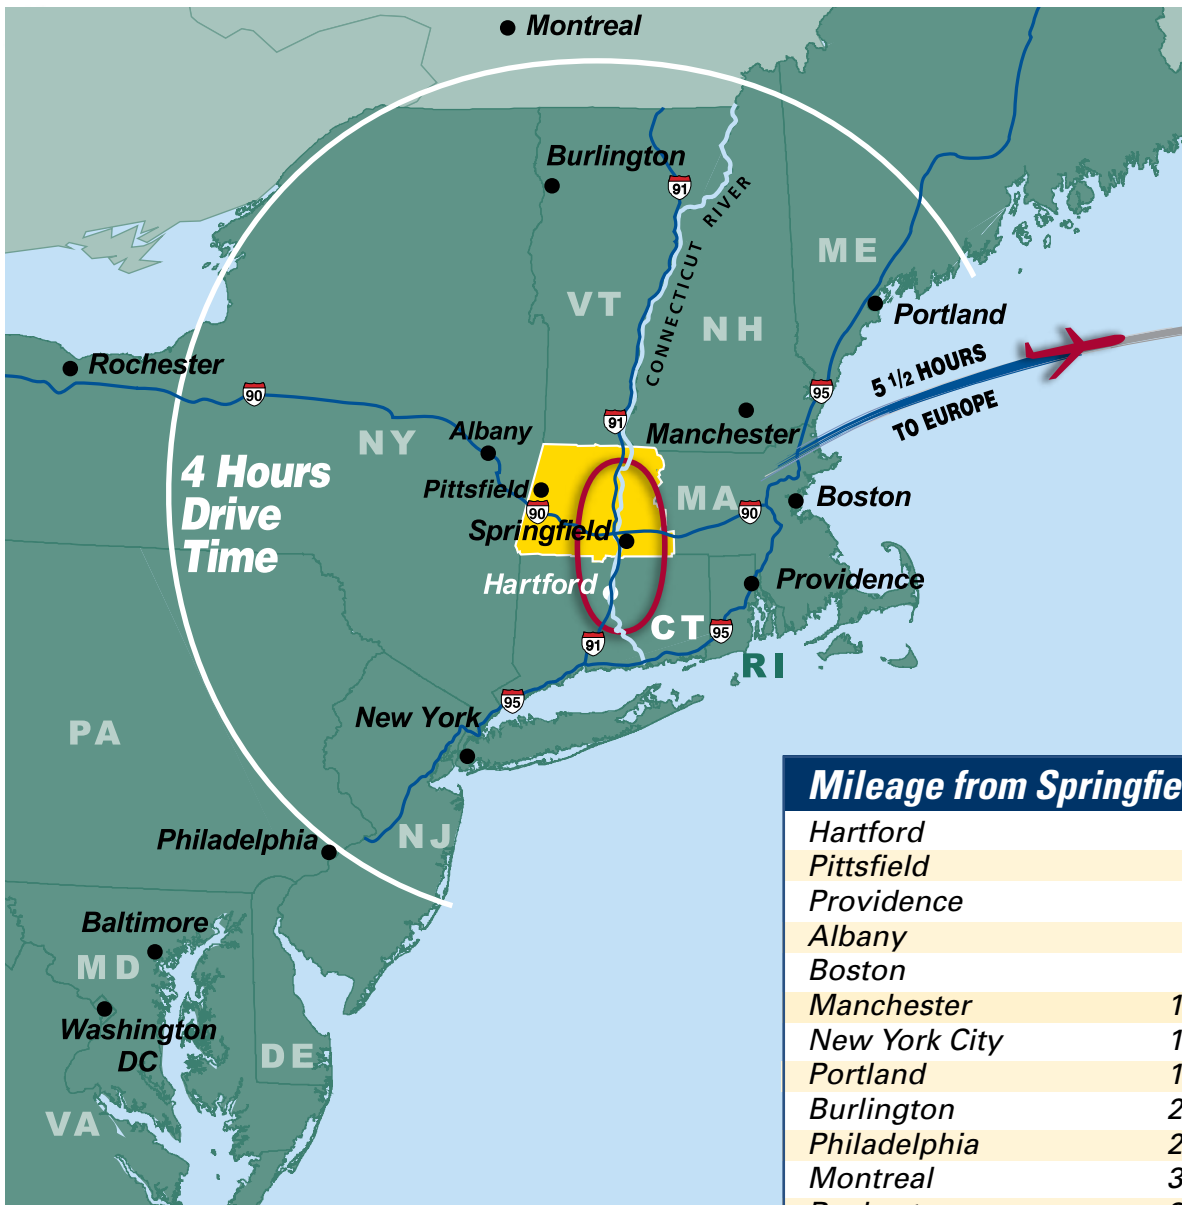 Montreal
Burlington
91
CONNECTICUT RIVER
ME
VT
NH
Portland
Rochester
90
5 1/2 HOURS
TO EUROPE
95
91
NY
Albany
Manchester
4 Hours
Drive
Time
Pittsfield
MA
Boston
90
90
Springfield
Hartford
Providence
CT
95
91
RI
95
New York
PA
NJ
Philadelphia
Baltimore
MD
Washington
DC
DE
VA
Mileage from Springfie
Hartford
Pittsfield
Providence
Albany
Boston
Manchester 1
New York City 1
Portland 1
Burlington 2
Philadelphia 2
Montreal 3